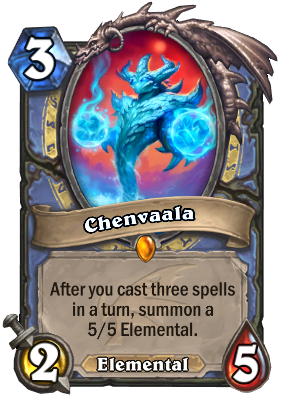 3
Chenvaala
After you cast three spells
in a turn, summon a
5/5 Elemental.
2
Elemental
5